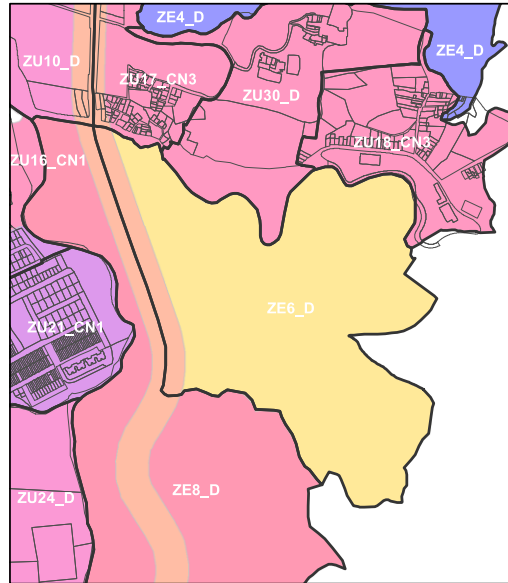 ZE4_D
ZE4_D
ZU10_D
ZU17_CN3
ZU30_D
ZU18_CN3
ZU16_CN1
ZE6_D
ZU21_CN1
ZE8_D
ZU24_D